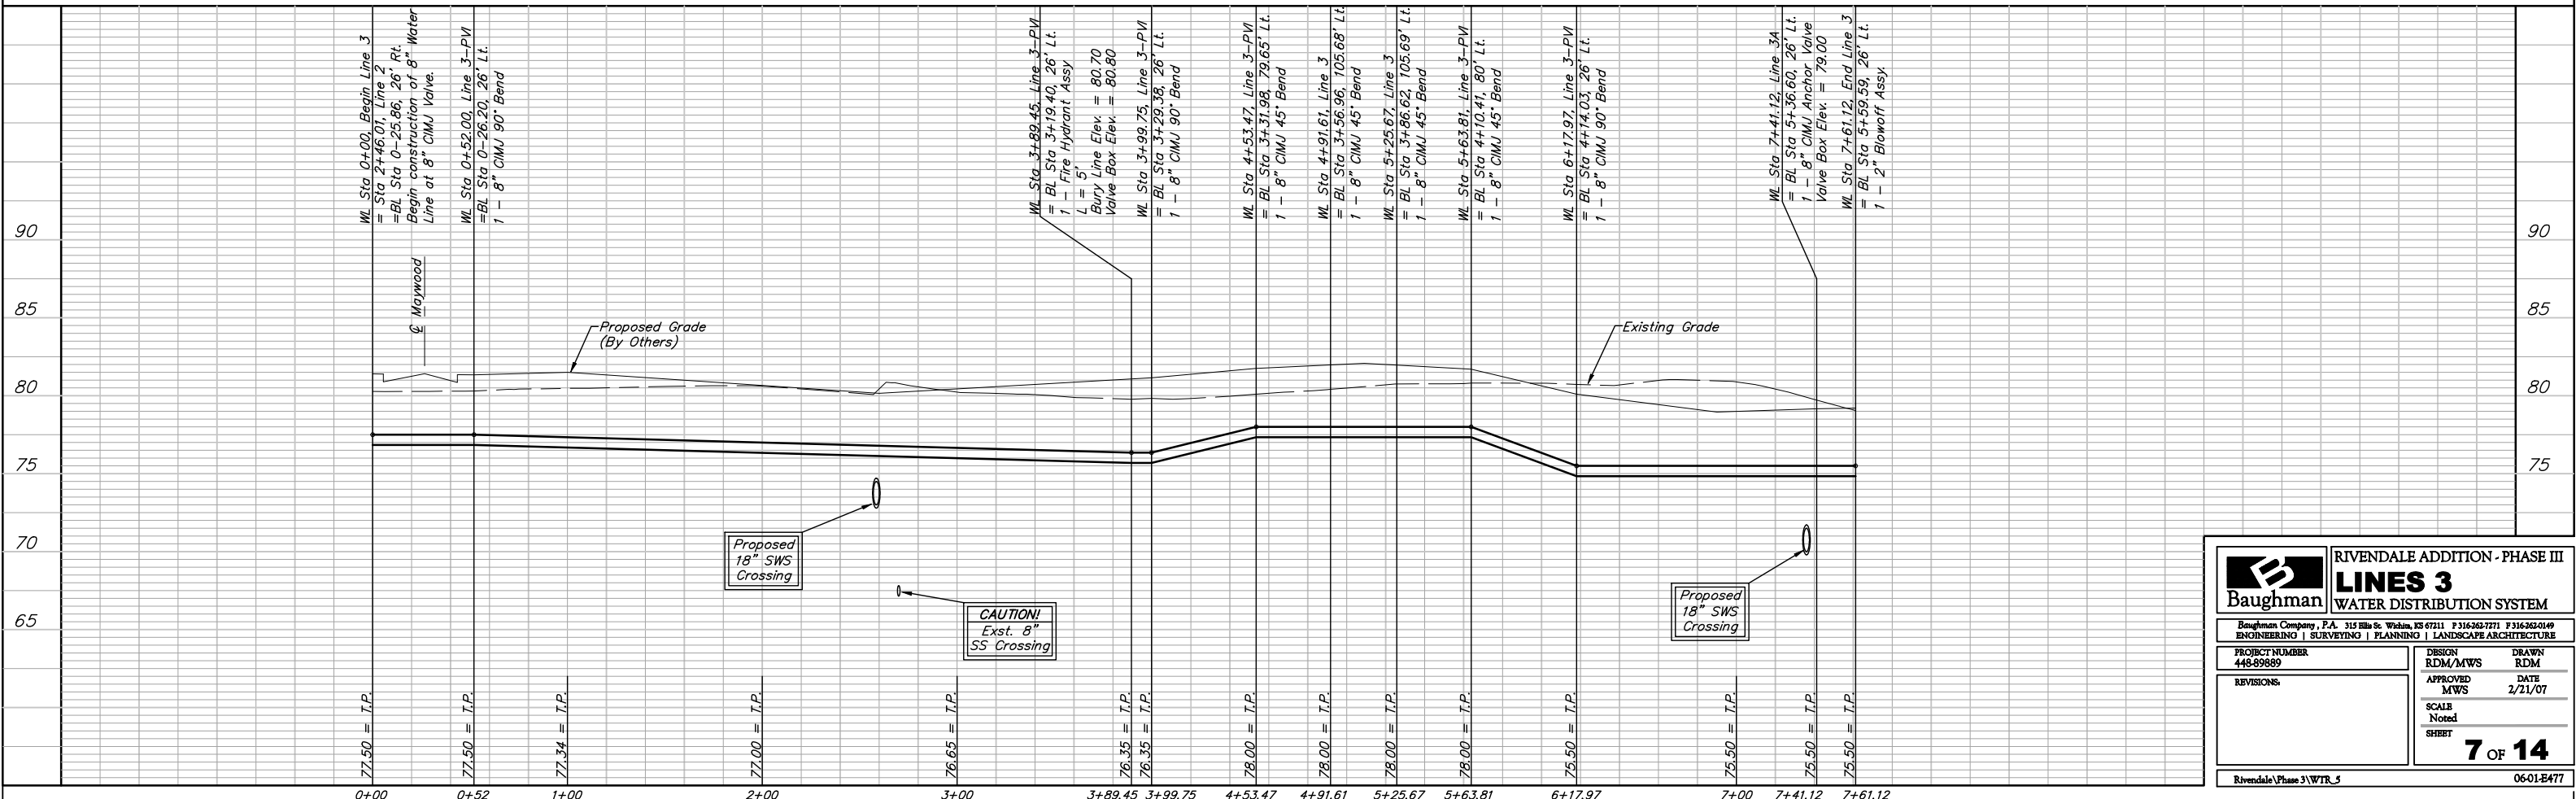 WL Sta 0+00, Begin Line 3
= Sta 2+46.01, Line 2
=BL Sta 0-25.86, 26' Rt.
Begin construction of 8" Water
Line at 8" CIMJ Valve.
WL Sta 0+52.00, Line 3-PVI
=BL Sta 0-26.20, 26' Lt.
1 - 8" CIMJ 90° Bend
WL Sta 3+89.45, Line 3-PVI
= BL Sta 3+19.40, 26' Lt.
1 - Fire Hydrant Assy
L = 5'
Bury Line Elev. = 80.70
Valve Box Elev. = 80.80
WL Sta 3+99.75, Line 3-PVI
= BL Sta 3+29.38, 26' Lt.
1 - 8" CIMJ 90° Bend
WL Sta 4+53.47, Line 3-PVI
= BL Sta 3+31.98, 79.65' Lt.
1 - 8" CIMJ 45° Bend
WL Sta 4+91.61, Line 3
= BL Sta 3+56.96, 105.68' Lt.
1 - 8" CIMJ 45° Bend
WL Sta 5+25.67, Line 3
= BL Sta 3+86.62, 105.69' Lt.
1 - 8" CIMJ 45° Bend
WL Sta 5+63.81, Line 3-PVI
= BL Sta 4+10.41, 80' Lt.
1 - 8" CIMJ 45° Bend
WL Sta 6+17.97, Line 3-PVI
= BL Sta 4+14.03, 26' Lt.
1 - 8" CIMJ 90° Bend
WL Sta 7+41.12, Line 3A
= BL Sta 5+36.60, 26' Lt.
1 - 8" CIMJ Anchor Valve
Valve Box Elev. = 79.00
WL Sta 7+61.12, End Line 3
= BL Sta 5+59.59, 26' Lt.
1 - 2" Blowoff Assy.
90 90
85 85
80 80
75 75
70
65
℄ Maywood
Proposed Grade
(By Others)
Existing Grade
Proposed
18" SWS
Crossing
CAUTION!
Exst. 8"
SS Crossing
Proposed
18" SWS
Crossing
77.50 = T.P.
77.50 = T.P.
77.34 = T.P.
77.00 = T.P.
76.65 = T.P.
76.35 = T.P.
76.35 = T.P.
78.00 = T.P.
78.00 = T.P.
78.00 = T.P.
78.00 = T.P.
75.50 = T.P.
75.50 = T.P.
75.50 = T.P.
75.50 = T.P.
0+00 0+52 1+00 2+00 3+00 3+89.45 3+99.75 4+53.47 4+91.61 5+25.67 5+63.81 6+17.97 7+00 7+41.12 7+61.12
B
Baughman
RIVENDALE ADDITION - PHASE III
LINES 3
WATER DISTRIBUTION SYSTEM
Baughman Company, P.A. 315 Ellis St. Wichita, KS 67211 P 316-262-7271 F 316-262-0149
ENGINEERING | SURVEYING | PLANNING | LANDSCAPE ARCHITECTURE
PROJECT NUMBER
448-89889
REVISIONS:
DESIGN DRAWN
RDM/MWS RDM
APPROVED DATE
MWS 2/21/07
SCALE
Noted
SHEET
7 OF 14
Rivendale\Phase 3\WTR_5 06-01-E477